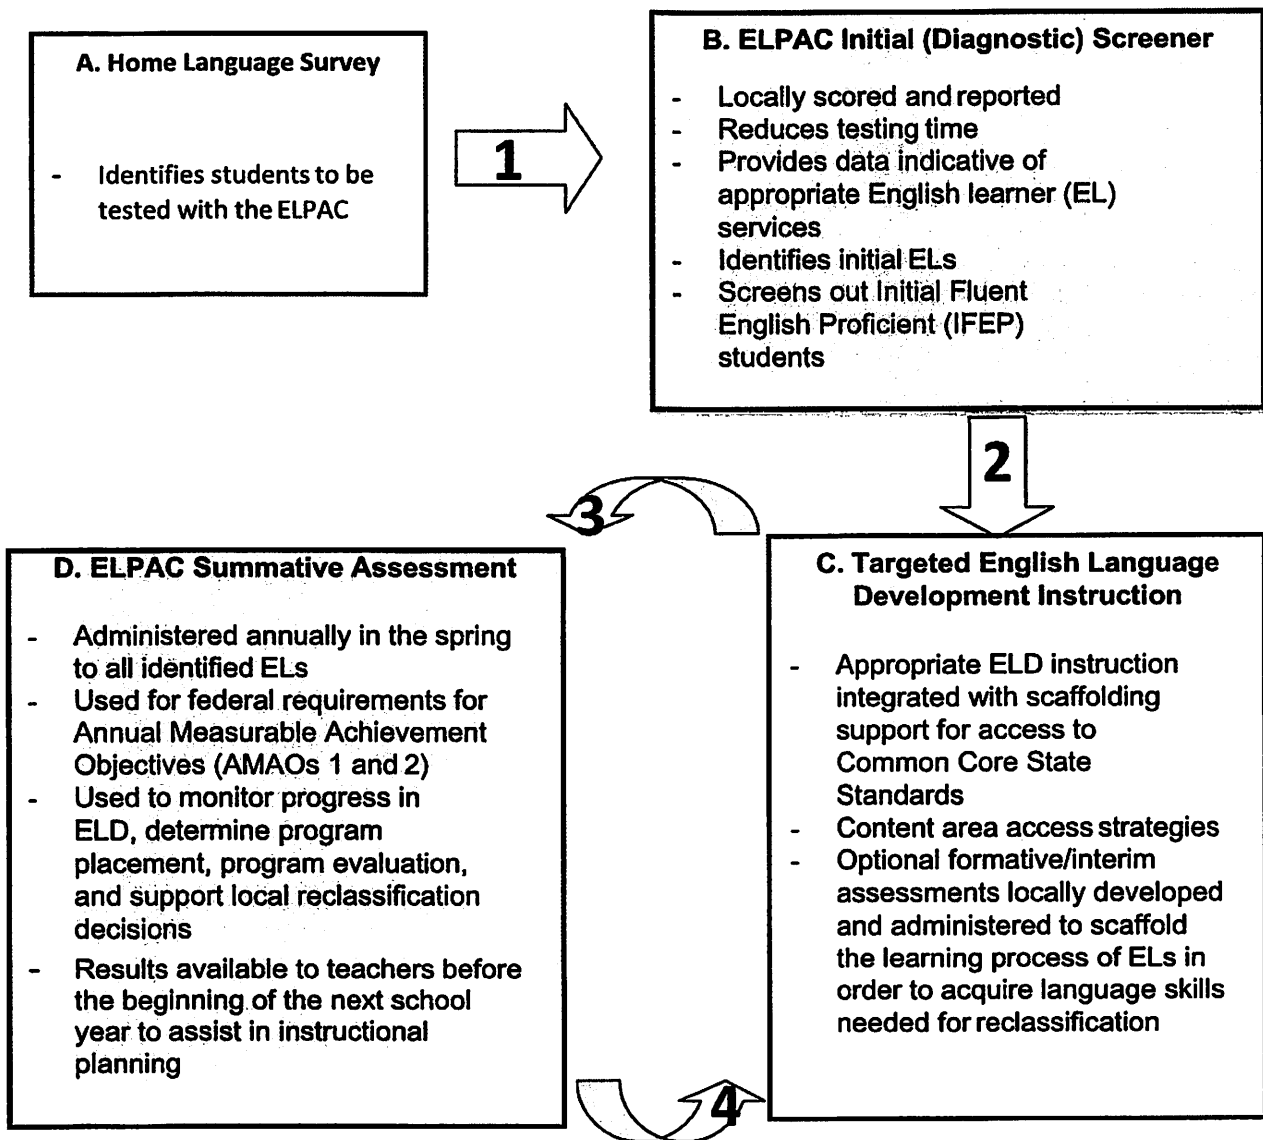 A. Home Language Survey
- Identifies students to be
tested with the ELPAC
1
B. ELPAC Initial (Diagnostic) Screener
- Locally scored and reported
- Reduces testing time
- Provides data indicative of
appropriate English learner (EL)
services
- Identifies initial ELs
- Screens out Initial Fluent
English Proficient (IFEP)
students
2
C. Targeted English Language
Development Instruction
- Appropriate ELD instruction
integrated with scaffolding
support for access to
Common Core State
Standards
- Content area access strategies
- Optional formative/interim
assessments locally developed
and administered to scaffold
the learning process of ELs in
order to acquire language skills
needed for reclassification
3
D. ELPAC Summative Assessment
- Administered annually in the spring
to all identified ELs
- Used for federal requirements for
Annual Measurable Achievement
Objectives (AMAOs 1 and 2)
- Used to monitor progress in
ELD, determine program
placement, program evaluation,
and support local reclassification
decisions
- Results available to teachers before
the beginning of the next school
year to assist in instructional
planning
4